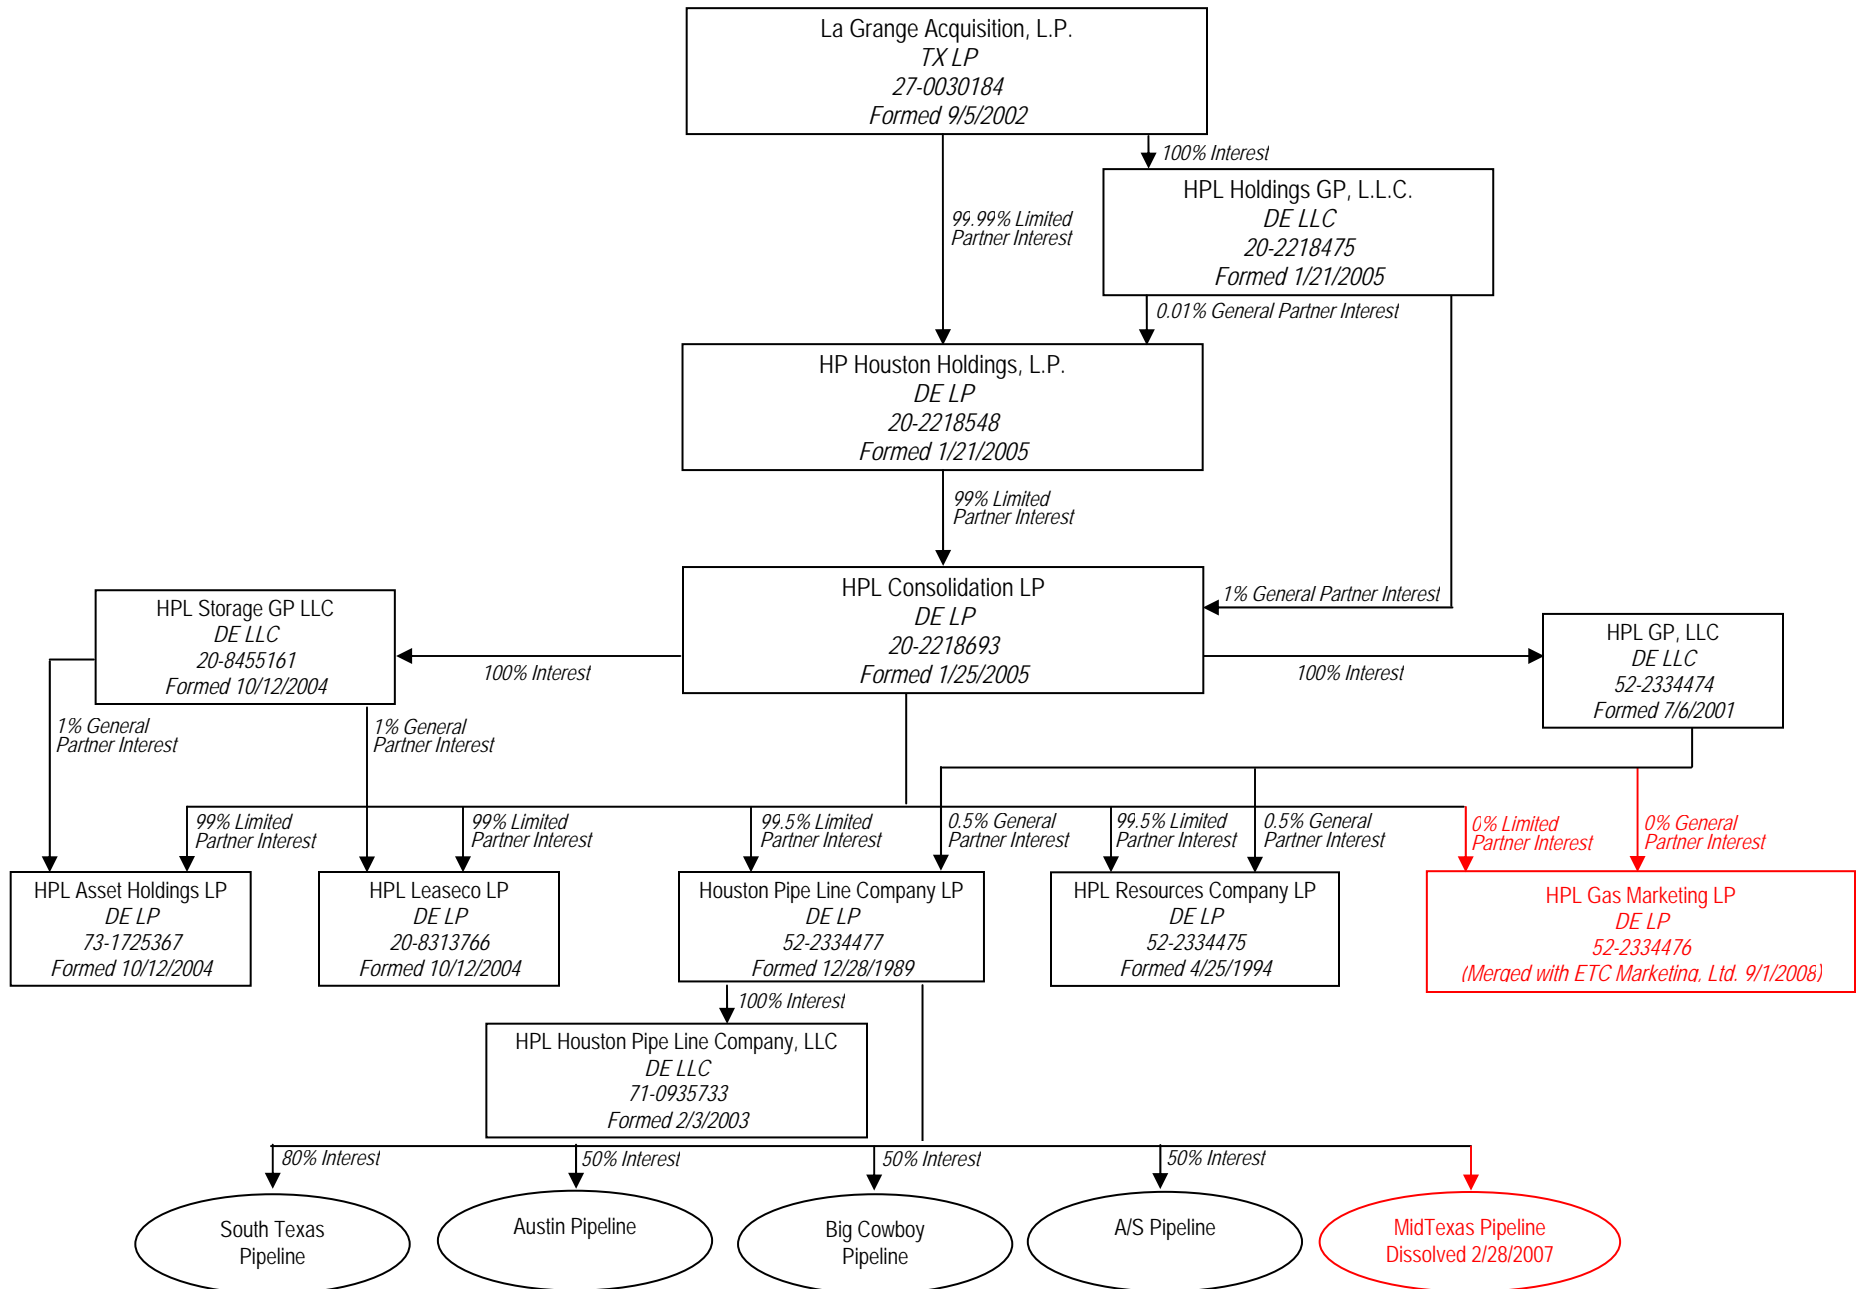 La Grange Acquisition, L.P.
TX LP
27-0030184
Formed 9/5/2002
100% Interest
HPL Holdings GP, L.L.C.
DE LLC
20-2218475
Formed 1/21/2005
99.99% Limited
Partner Interest
0.01% General Partner Interest
HP Houston Holdings, L.P.
DE LP
20-2218548
Formed 1/21/2005
99% Limited
Partner Interest
HPL Consolidation LP
DE LP
20-2218693
Formed 1/25/2005
1% General Partner Interest
HPL Storage GP LLC
DE LLC
20-8455161
Formed 10/12/2004
100% Interest
100% Interest
HPL GP, LLC
DE LLC
52-2334474
Formed 7/6/2001
1% General
Partner Interest
1% General
Partner Interest
99% Limited
Partner Interest
99% Limited
Partner Interest
99.5% Limited
Partner Interest
0.5% General
Partner Interest
99.5% Limited
Partner Interest
0.5% General
Partner Interest
0% Limited
Partner Interest
0% General
Partner Interest
HPL Asset Holdings LP
DE LP
73-1725367
Formed 10/12/2004
HPL Leaseco LP
DE LP
20-8313766
Formed 10/12/2004
Houston Pipe Line Company LP
DE LP
52-2334477
Formed 12/28/1989
HPL Resources Company LP
DE LP
52-2334475
Formed 4/25/1994
HPL Gas Marketing LP
DE LP
52-2334476
(Merged with ETC Marketing, Ltd. 9/1/2008)
100% Interest
HPL Houston Pipe Line Company, LLC
DE LLC
71-0935733
Formed 2/3/2003
80% Interest
50% Interest
50% Interest
50% Interest
South Texas
Pipeline
Austin Pipeline
Big Cowboy
Pipeline
A/S Pipeline
MidTexas Pipeline
Dissolved 2/28/2007